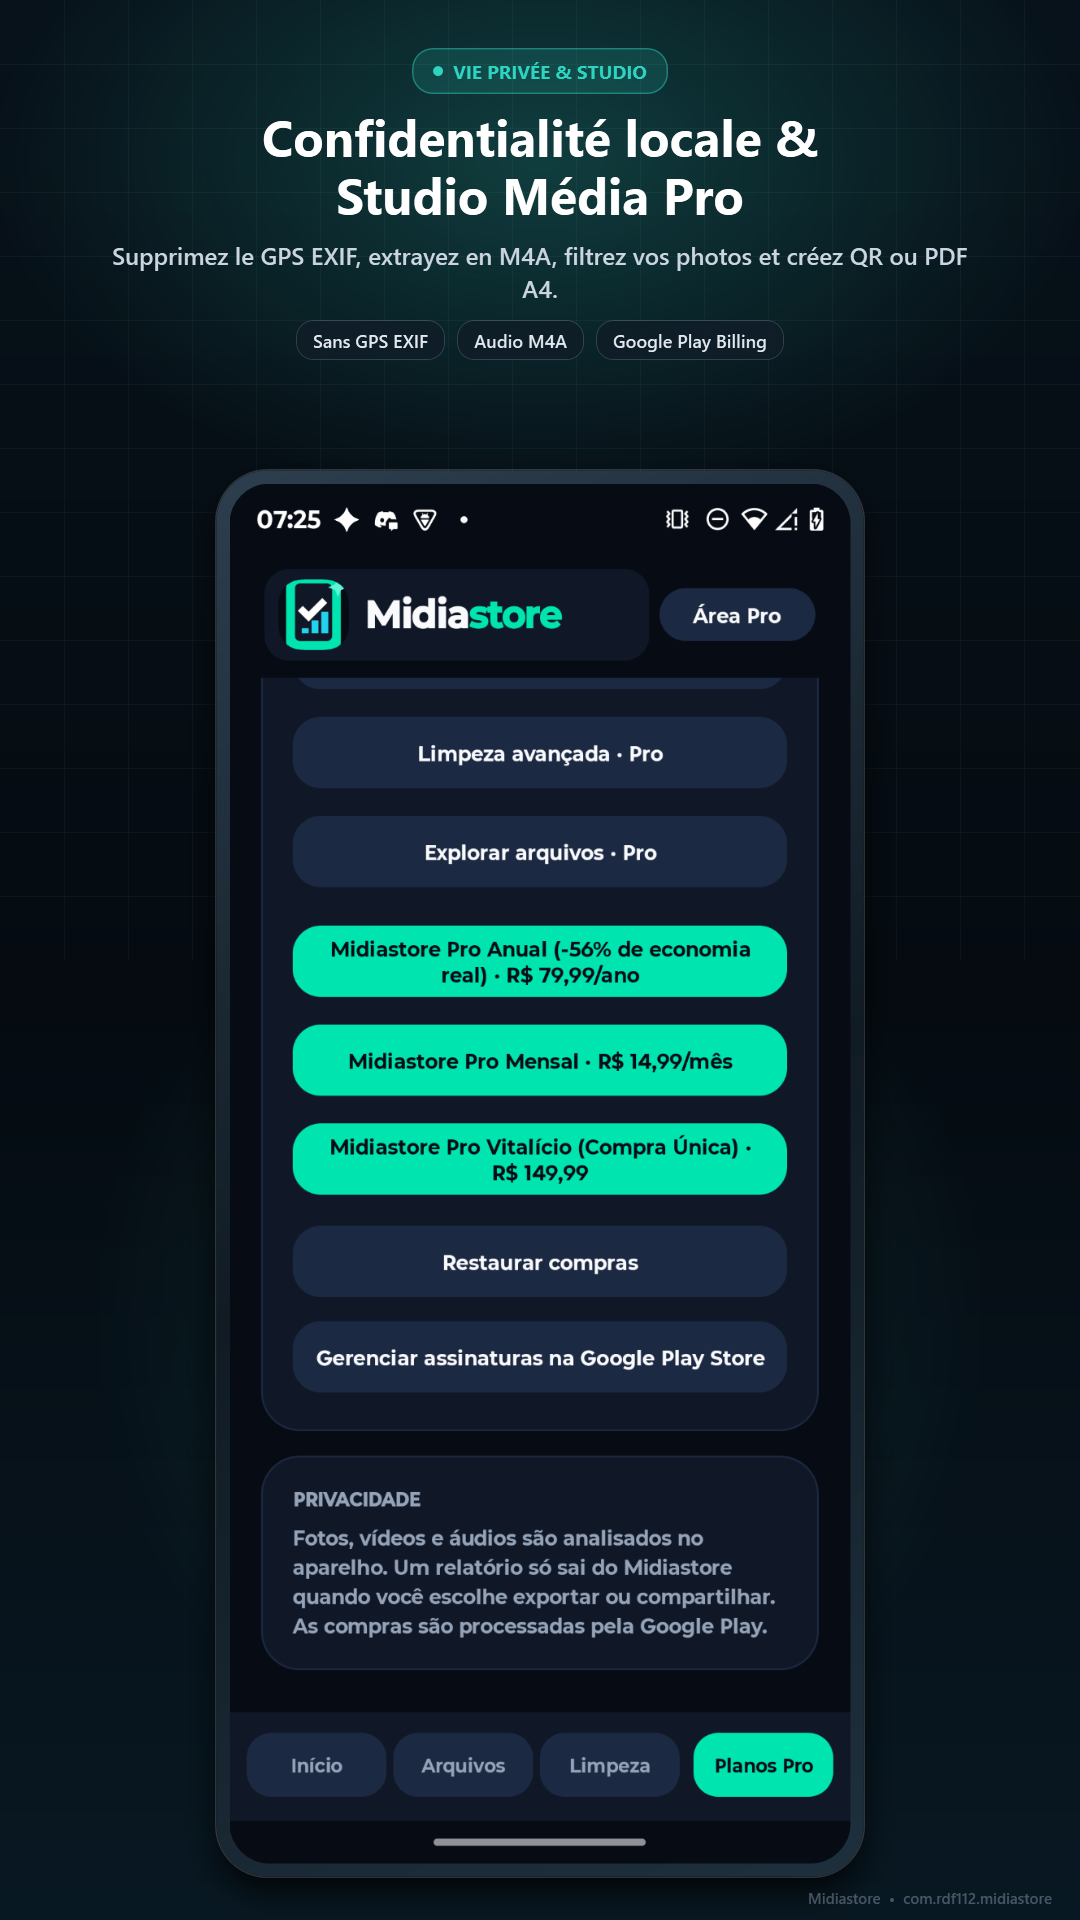 VIE PRIVÉE & STUDIO
Confidentialité locale &
Studio Média Pro
Supprimez le GPS EXIF, extrayez en M4A, filtrez vos photos et créez QR ou PDF
A4.
Sans GPS EXIF
Audio M4A
Google Play Billing
07:25
Midiastore
Área Pro
Limpeza avançada · Pro
Explorar arquivos · Pro
Midiastore Pro Anual (-56% de economia
real) · R$ 79,99/ano
Midiastore Pro Mensal · R$ 14,99/mês
Midiastore Pro Vitalício (Compra Única) ·
R$ 149,99
Restaurar compras
Gerenciar assinaturas na Google Play Store
PRIVACIDADE
Fotos, vídeos e áudios são analisados no
aparelho. Um relatório só sai do Midiastore
quando você escolhe exportar ou compartilhar.
As compras são processadas pela Google Play.
Início
Arquivos
Limpeza
Planos Pro
Midiastore • com.rdf112.midiastore